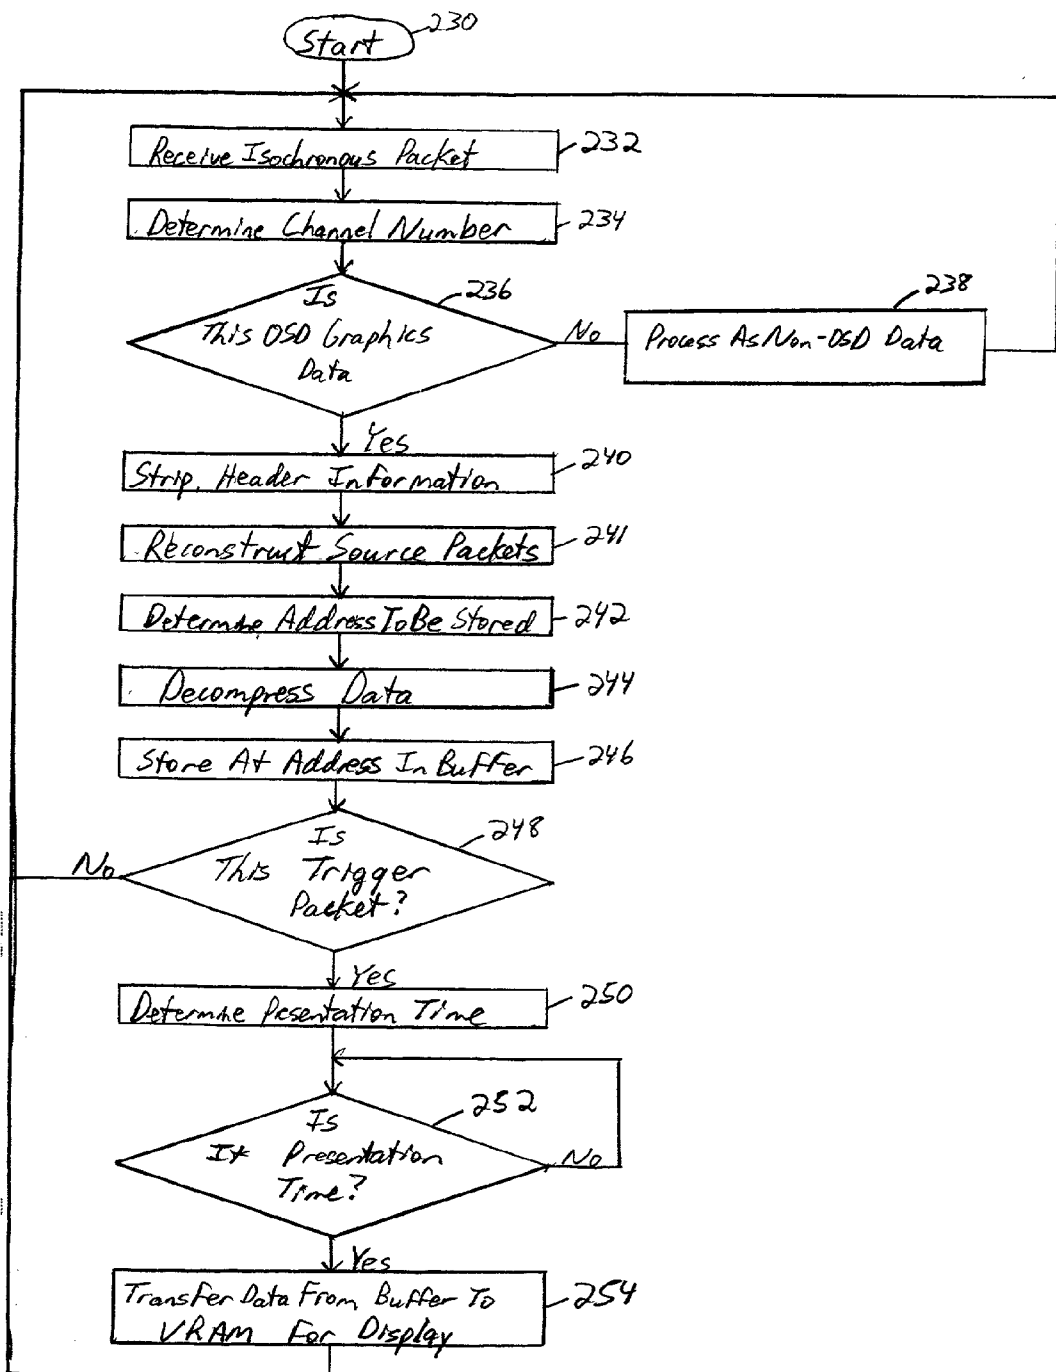 Start
230
Receive Isochronous Packet
232
Determine Channel Number
234
Is
This OSD Graphics
Data
236
No
Process As Non-OSD Data
238
Yes
Strip Header Information
240
Reconstruct Source Packets
241
Determine Address To Be Stored
242
Decompress Data
244
Store At Address In Buffer
246
Is
This Trigger
Packet?
248
No
Yes
Determine Presentation Time
250
Is
It Presentation
Time?
252
No
Yes
Transfer Data From Buffer To
VRAM For Display
254